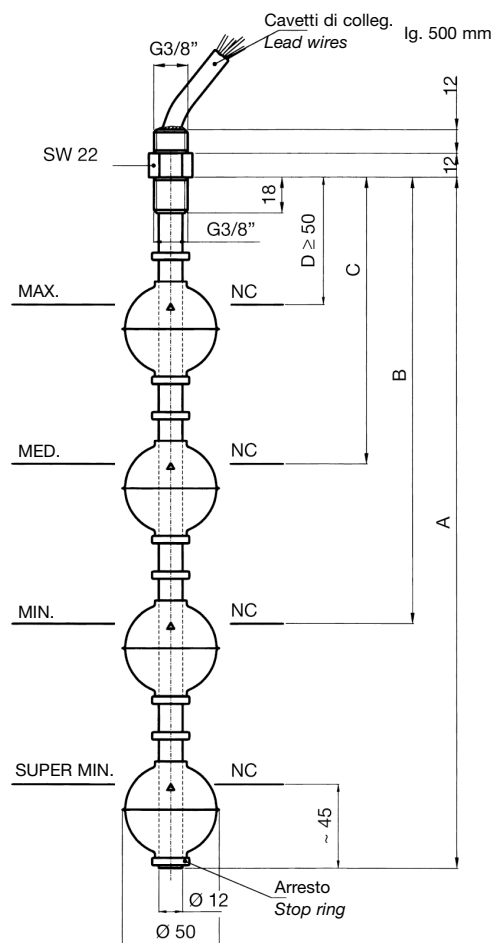 Cavetti di colleg.
Lead wires
lg. 500 mm
G3/8”
12
SW 22
12
18
G3/8”
D ≥ 50
C
MAX.
NC
B
MED.
NC
A
MIN.
NC
SUPER MIN.
NC
~ 45
Arresto
Stop ring
Ø 12
Ø 50